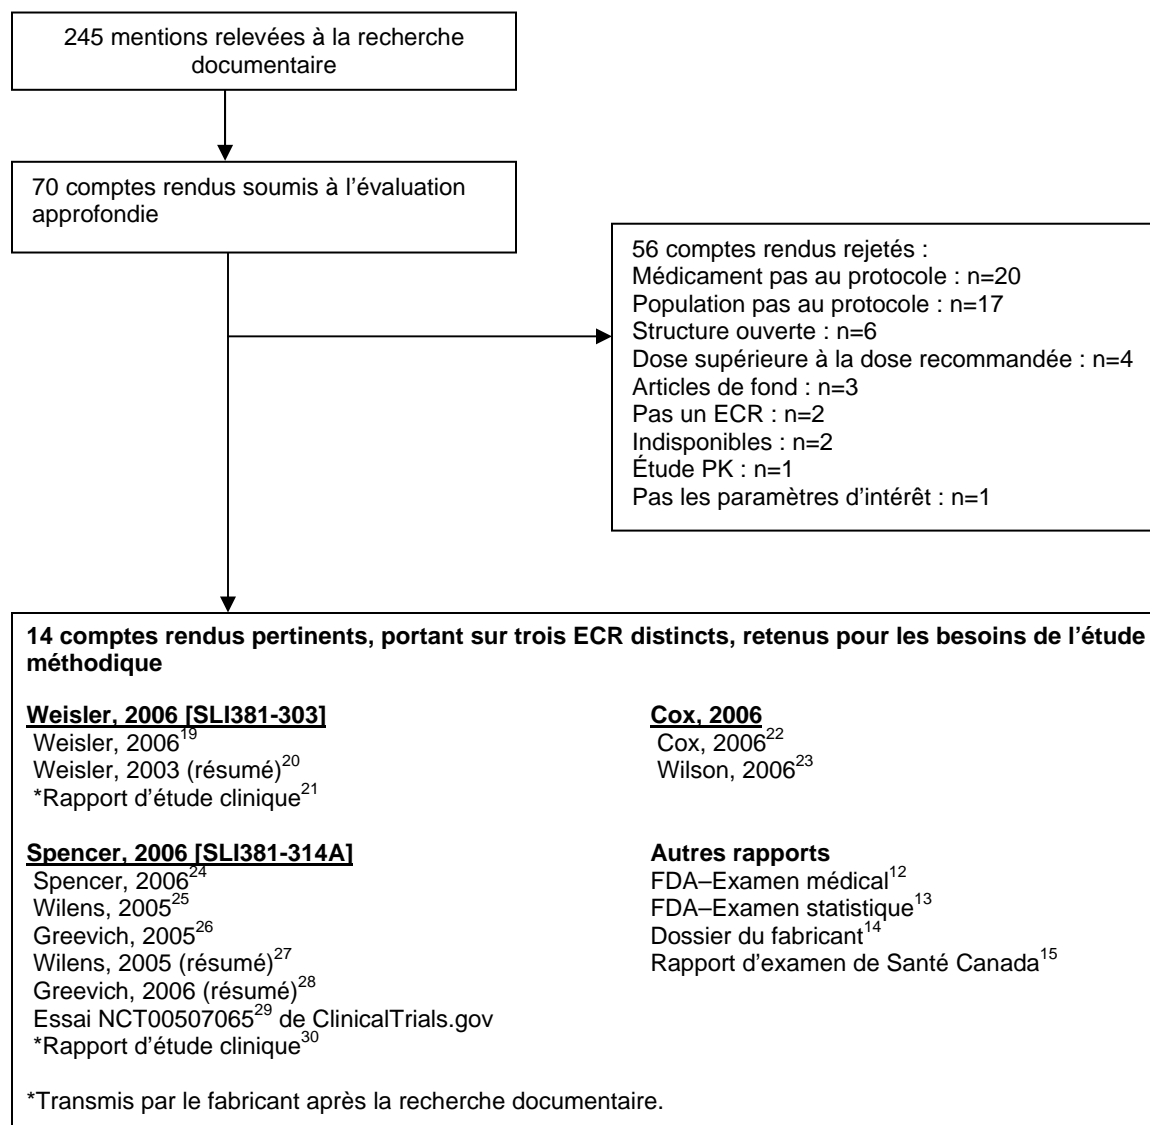 245 mentions relevées à la recherche
documentaire
70 comptes rendus soumis à l'évaluation
approfondie
56 comptes rendus rejetés :
Médicament pas au protocole : n=20
Population pas au protocole : n=17
Structure ouverte : n=6
Dose supérieure à la dose recommandée : n=4
Articles de fond : n=3
Pas un ECR : n=2
Indisponibles : n=2
Étude PK : n=1
Pas les paramètres d'intérêt : n=1
14 comptes rendus pertinents, portant sur trois ECR distincts, retenus pour les besoins de l'étude
méthodique
Weisler, 2006 [SLI381-303]
Weisler, 200619
Weisler, 2003 (résumé)20
*Rapport d'étude clinique21
Cox, 2006
Cox, 200622
Wilson, 200623
Spencer, 2006 [SLI381-314A]
Spencer, 200624
Wilens, 200525
Greevich, 200526
Wilens, 2005 (résumé)27
Greevich, 2006 (résumé)28
Essai NCT0050706529 de ClinicalTrials.gov
*Rapport d'étude clinique30
Autres rapports
FDA–Examen médical12
FDA–Examen statistique13
Dossier du fabricant14
Rapport d'examen de Santé Canada15
*Transmis par le fabricant après la recherche documentaire.